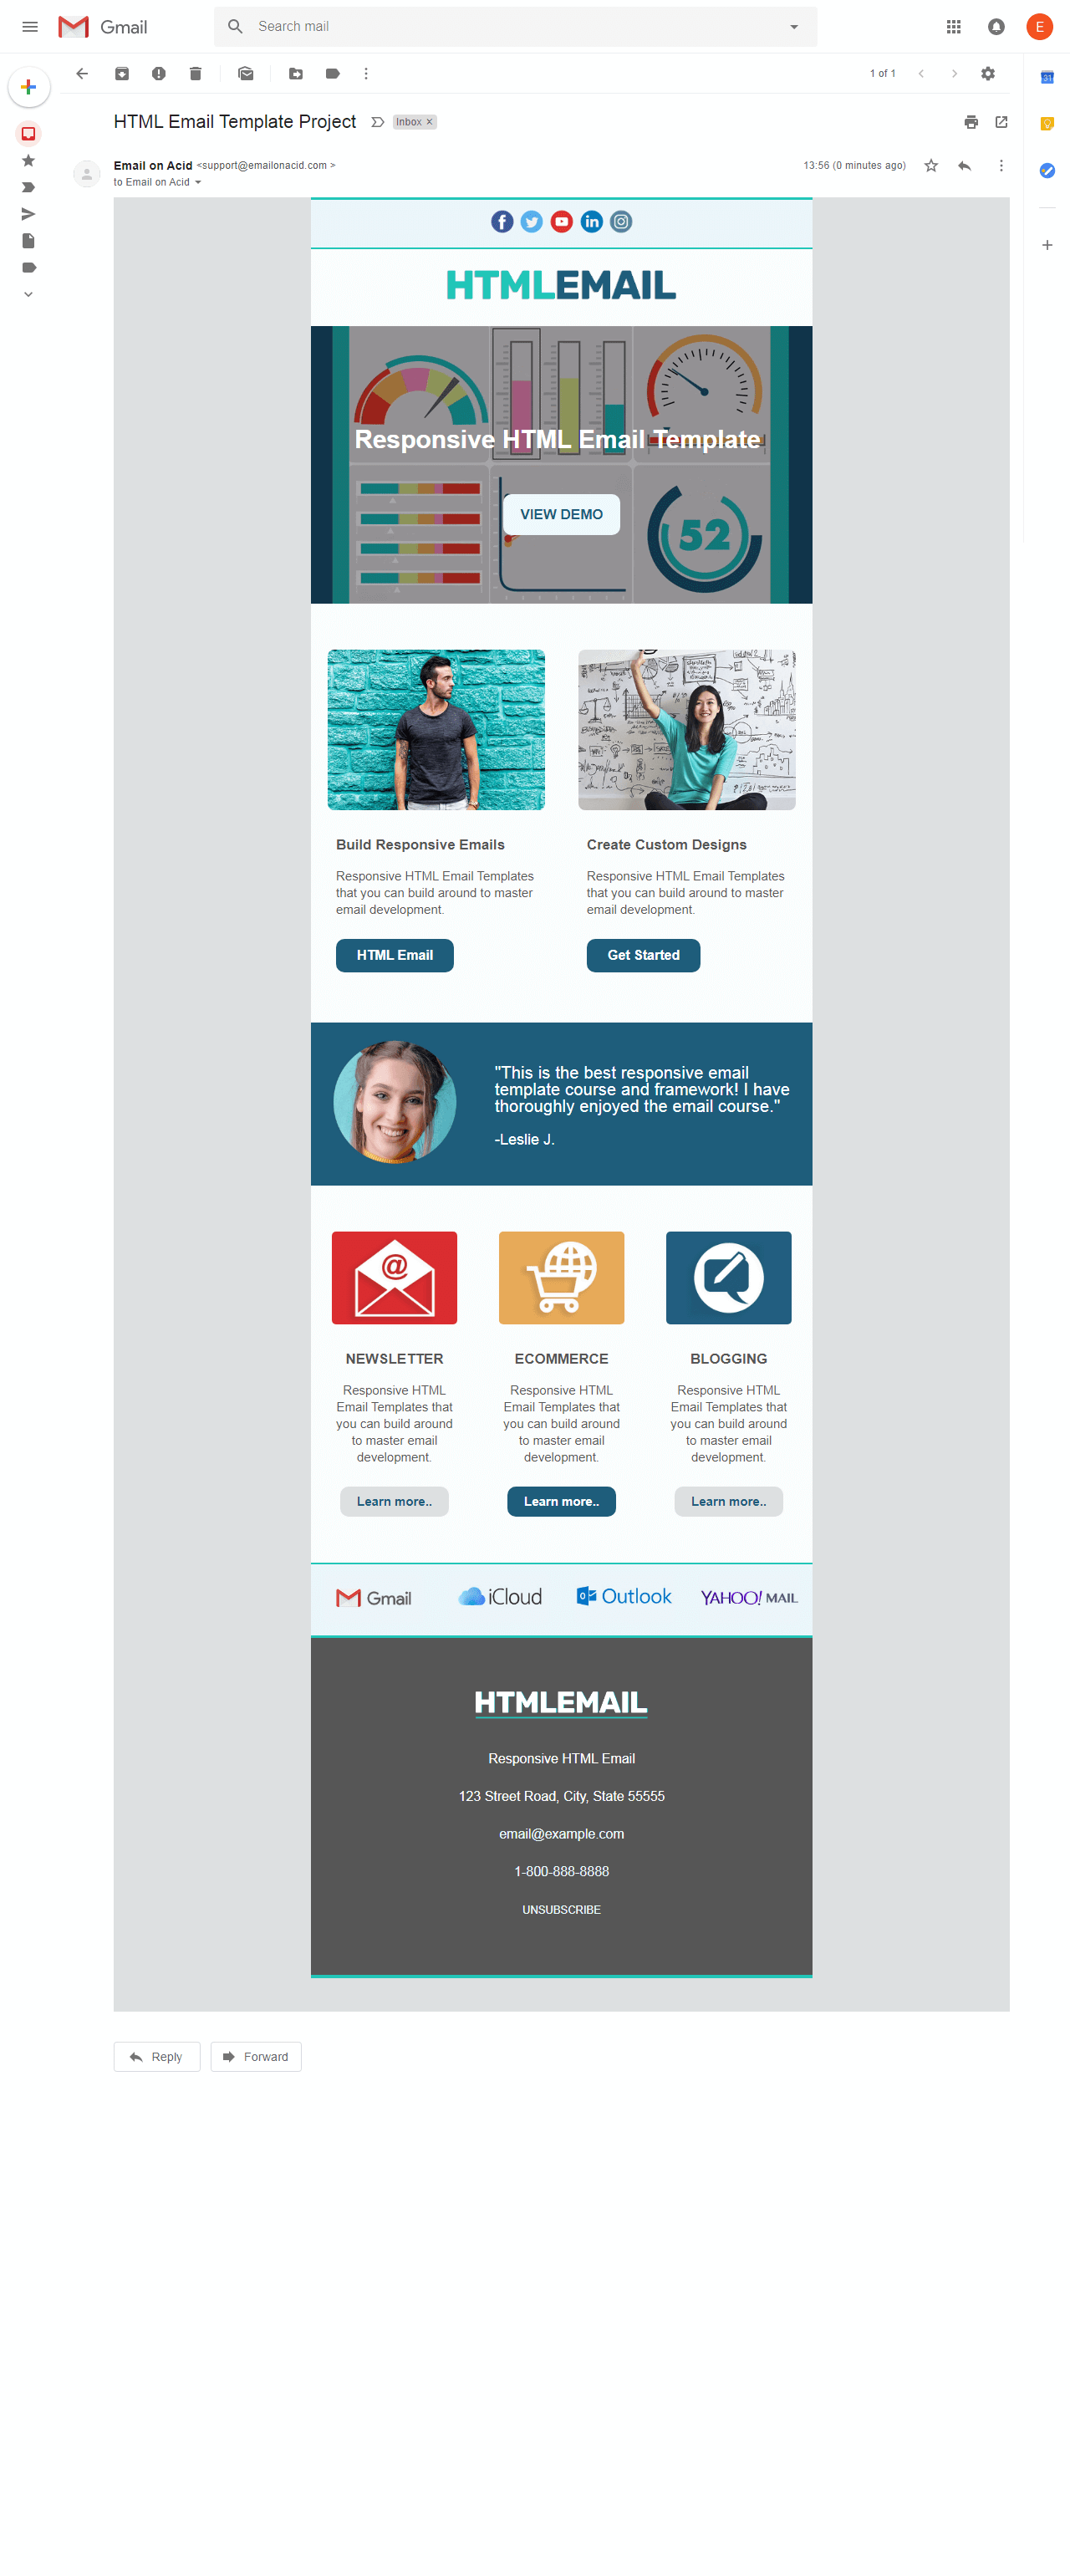 Gmail
Search mail
E
1 of 1
31
HTML Email Template Project
Inbox ×
Email on Acid <support@emailonacid.com >
13:56 (0 minutes ago)
to Email on Acid
f
in
HTMLEMAIL
Responsive HTML Email Template
VIEW DEMO
52
Build Responsive Emails
Create Custom Designs
Responsive HTML Email Templates
that you can build around to master
email development.
Responsive HTML Email Templates
that you can build around to master
email development.
HTML Email
Get Started
"This is the best responsive email
template course and framework! I have
thoroughly enjoyed the email course."
-Leslie J.
@
NEWSLETTER
ECOMMERCE
BLOGGING
Responsive HTML
Email Templates that
you can build around
to master email
development.
Responsive HTML
Email Templates that
you can build around
to master email
development.
Responsive HTML
Email Templates that
you can build around
to master email
development.
Learn more..
Learn more..
Learn more..
Gmail
iCloud
Outlook
YAHOO! MAIL
HTMLEMAIL
Responsive HTML Email
123 Street Road, City, State 55555
email@example.com
1-800-888-8888
UNSUBSCRIBE
Reply
Forward